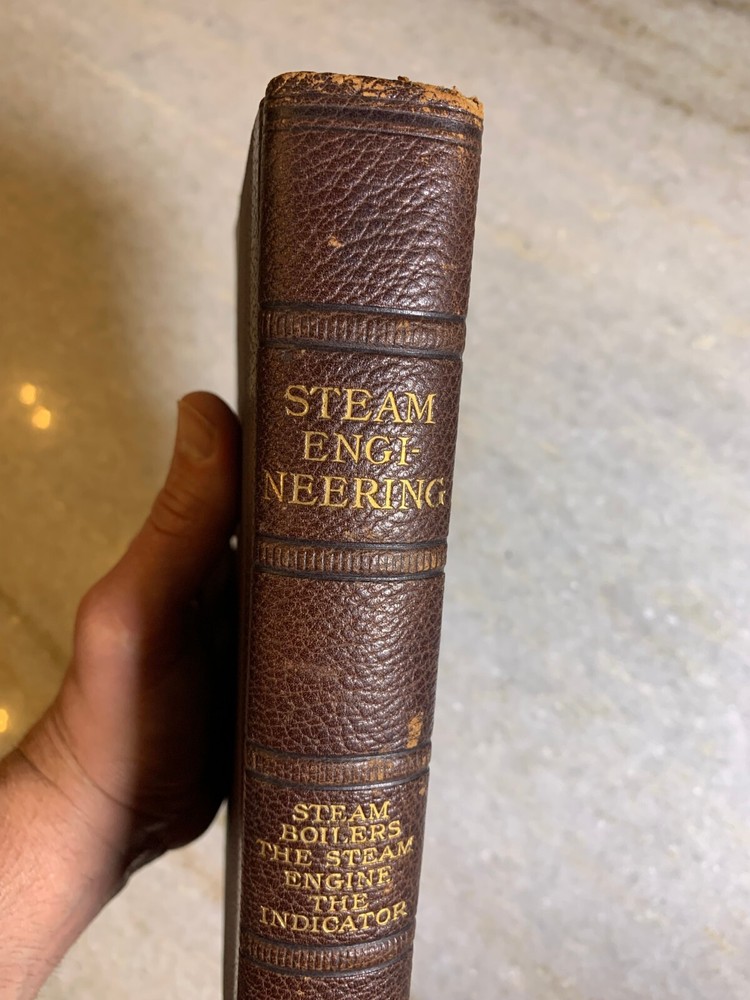 STEAM
ENGI-
NEERING
STEAM
BOILERS
THE STEAM
ENGINE
THE
INDICATOR